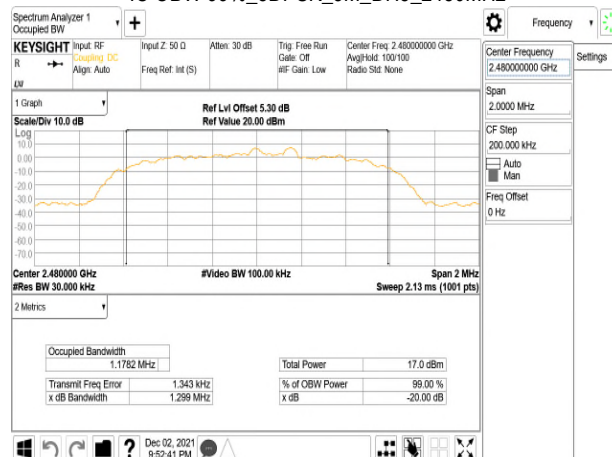 Spectrum Analyzer 1
Occupied BW
Frequency
KEYSIGHT
R
Input: RF
Coupling: DC
Align: Auto
Input Z: 50 Ω
Freq Ref: Int (S)
Atten: 30 dB
Trig: Free Run
Gate: Off
#IF Gain: Low
Center Freq: 2.480000000 GHz
Avg|Hold: 100/100
Radio Std: None
Center Frequency
2.480000000 GHz
Settings
Span
2.0000 MHz
CF Step
200.000 kHz
Auto
Man
Freq Offset
0 Hz
1 Graph
Scale/Div 10.0 dB
Ref Lvl Offset 5.30 dB
Ref Value 20.00 dBm
Log
10.0
0.00
-10.0
-20.0
-30.0
-40.0
-50.0
-60.0
-70.0
Center 2.480000 GHz
#Res BW 30.000 kHz
#Video BW 100.00 kHz
Span 2 MHz
Sweep 2.13 ms (1001 pts)
2 Metrics
Occupied Bandwidth
1.1782 MHz
Transmit Freq Error 1.343 kHz
x dB Bandwidth 1.299 MHz
Total Power 17.0 dBm
% of OBW Power 99.00 %
x dB -20.00 dB
?
Dec 02, 2021
9:52:41 PM